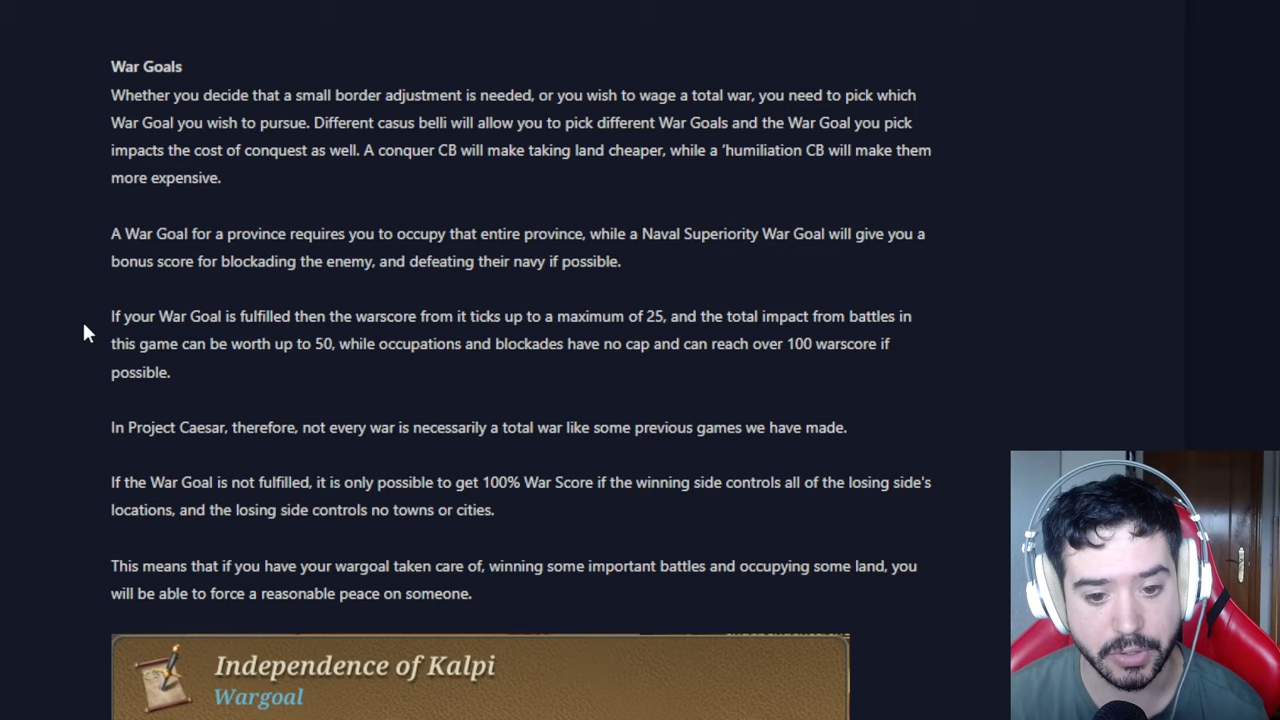 War Goals
Whether you decide that a small border adjustment is needed, or you wish to wage a total war, you need to pick which
War Goal you wish to pursue. Different casus belli will allow you to pick different War Goals and the War Goal you pick
impacts the cost of conquest as well. A conquer CB will make taking land cheaper, while a ‘humiliation CB will make them
more expensive.
A War Goal for a province requires you to occupy that entire province, while a Naval Superiority War Goal will give you a
bonus score for blockading the enemy, and defeating their navy if possible.
If your War Goal is fulfilled then the warscore from it ticks up to a maximum of 25, and the total impact from battles in
this game can be worth up to 50, while occupations and blockades have no cap and can reach over 100 warscore if
possible.
In Project Caesar, therefore, not every war is necessarily a total war like some previous games we have made.
If the War Goal is not fulfilled, it is only possible to get 100% War Score if the winning side controls all of the losing side's
locations, and the losing side controls no towns or cities.
This means that if you have your wargoal taken care of, winning some important battles and occupying some land, you
will be able to force a reasonable peace on someone.
Independence of Kalpi
Wargoal